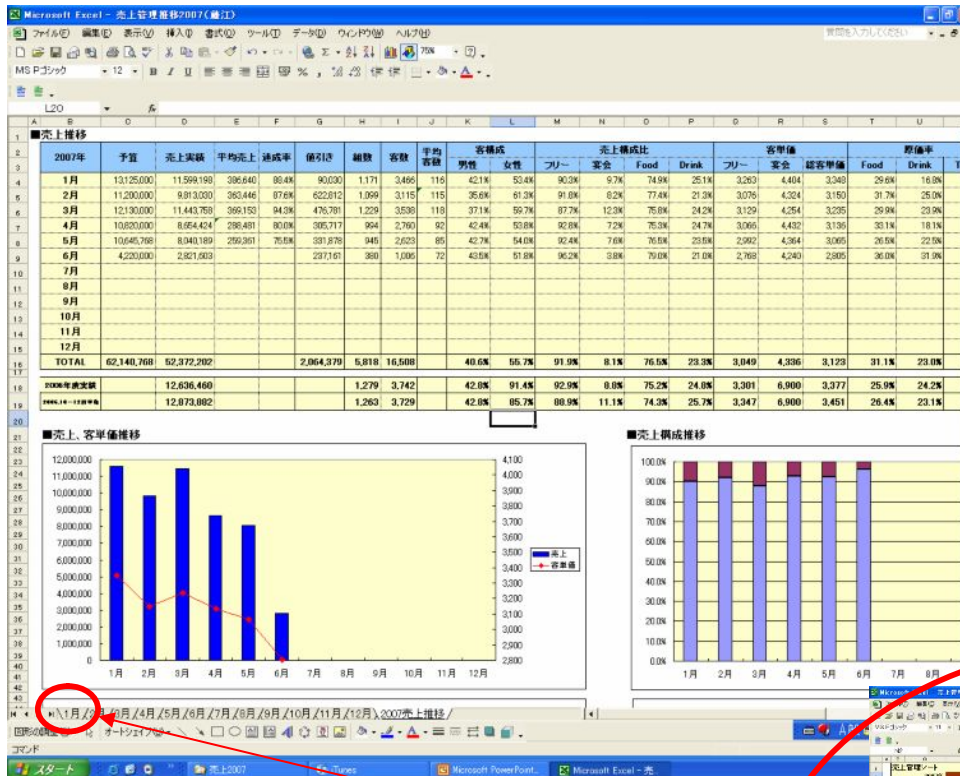 Microsoft Excel - 売上管理推移2007(藤江)
ファイル(F) 編集(E) 表示(V) 挿入(I) 書式(O) ツール(T) データ(D) ウィンドウ(W) ヘルプ(H) 質問を入力してください
75%
MS Pゴシック 12 B I U
L20 fx
A B C D E F G H I J K L M N O P Q R S T U
■売上推移
2007年 予算 売上実績 平均売上 達成率 値引き 組数 客数 平均客数 客構成 売上構成比 客単価 原価率
男性 女性 フリー 宴会 Food Drink フリー 宴会 総客単価 Food Drink
1月 13,125,000 11,599,198 386,640 88.4% 90,030 1,171 3,466 116 42.1% 53.4% 90.3% 9.7% 74.9% 25.1% 3,263 4,404 3,348 29.6% 16.8%
2月 11,200,000 9,813,030 363,446 87.6% 622,812 1,099 3,115 115 35.6% 61.3% 91.8% 8.2% 77.4% 21.3% 3,076 4,324 3,150 31.7% 25.0%
3月 12,130,000 11,443,758 369,153 94.3% 476,781 1,229 3,538 118 37.1% 59.7% 87.7% 12.3% 75.8% 24.2% 3,129 4,254 3,235 29.9% 23.9%
4月 10,820,000 8,654,424 288,481 80.0% 305,717 994 2,760 92 42.4% 53.8% 92.8% 7.2% 75.3% 24.7% 3,066 4,432 3,136 33.1% 18.1%
5月 10,645,768 8,040,189 259,361 75.5% 331,878 945 2,623 85 42.7% 54.0% 92.4% 7.6% 76.5% 23.5% 2,992 4,364 3,065 26.5% 22.5%
6月 4,220,000 2,821,603 237,161 380 1,006 72 43.5% 51.8% 96.2% 3.8% 79.0% 21.0% 2,768 4,240 2,805 36.0% 31.0%
7月
8月
9月
10月
11月
12月
TOTAL 62,140,768 52,372,202 2,064,379 5,818 16,508 40.6% 55.7% 91.9% 8.1% 76.5% 23.3% 3,049 4,336 3,123 31.1% 23.0%
2006年度実績 12,636,460 1,279 3,742 42.8% 91.4% 92.9% 8.8% 75.2% 24.8% 3,301 6,900 3,377 25.9% 24.2%
12,873,882 1,263 3,729 42.8% 85.7% 88.9% 11.1% 74.3% 25.7% 3,347 6,900 3,451 26.4% 23.1%
■売上、客単価推移 ■売上構成推移
12,000,000
11,000,000
10,000,000
9,000,000
8,000,000
7,000,000
6,000,000
5,000,000
4,000,000
3,000,000
2,000,000
1,000,000
0
4,100
4,000
3,900
3,800
3,700
3,600
3,500
3,400
3,300
3,200
3,100
3,000
2,900
2,800
売上
客単価
1月 2月 3月 4月 5月 6月 7月 8月 9月 10月 11月 12月
100.0%
90.0%
80.0%
70.0%
60.0%
50.0%
40.0%
30.0%
20.0%
10.0%
0.0%
1月 2月 3月 4月 5月 6月 7月 8月
1月 2月 3月 4月 5月 6月 7月 8月 9月 10月 11月 12月 2007売上推移
図形の調整 オートシェイプ(U)
コマンド
スタート 売上2007 iTunes Microsoft PowerPoint... Microsoft Excel - 売
売上管理ノート